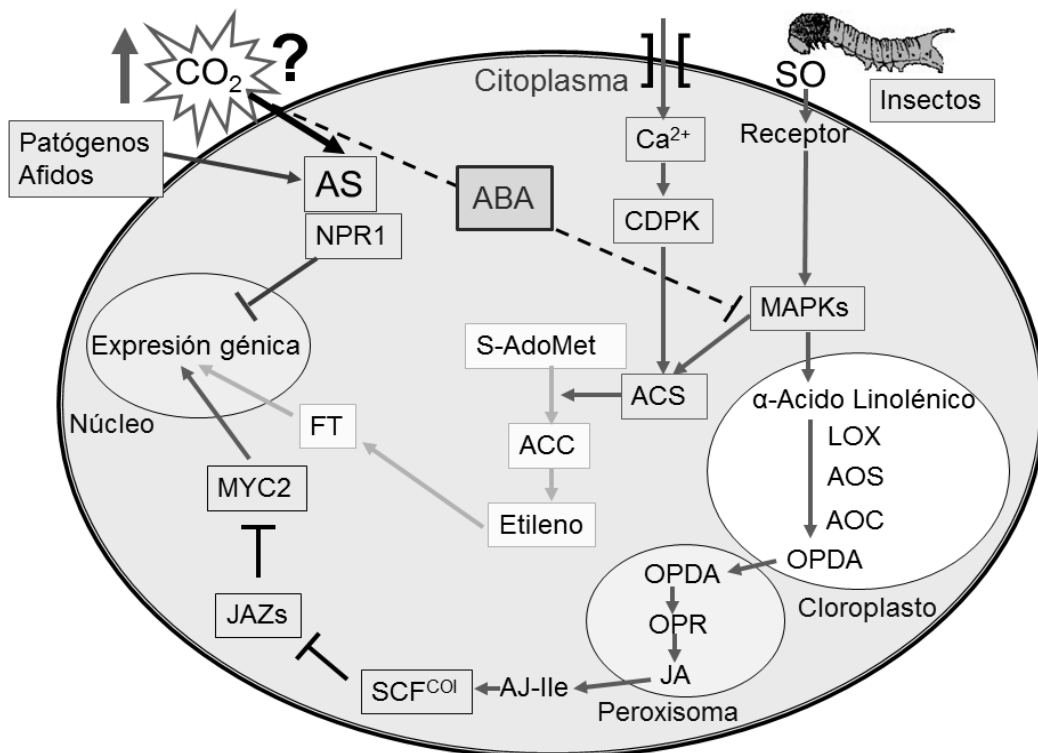 CO₂
?
Citoplasma
SO
Insectos
Patógenos
Afidos
Ca²⁺
Receptor
AS
ABA
NPR1
CDPK
MAPKs
Expresión génica
S-AdoMet
ACS
α-Acido Linolénico
Núcleo
FT
LOX
ACC
AOS
MYC2
Etileno
AOC
OPDA
OPDA
Cloroplasto
JAZs
OPR
SCFᶜᴼᴵ
AJ-Ile
JA
Peroxisoma